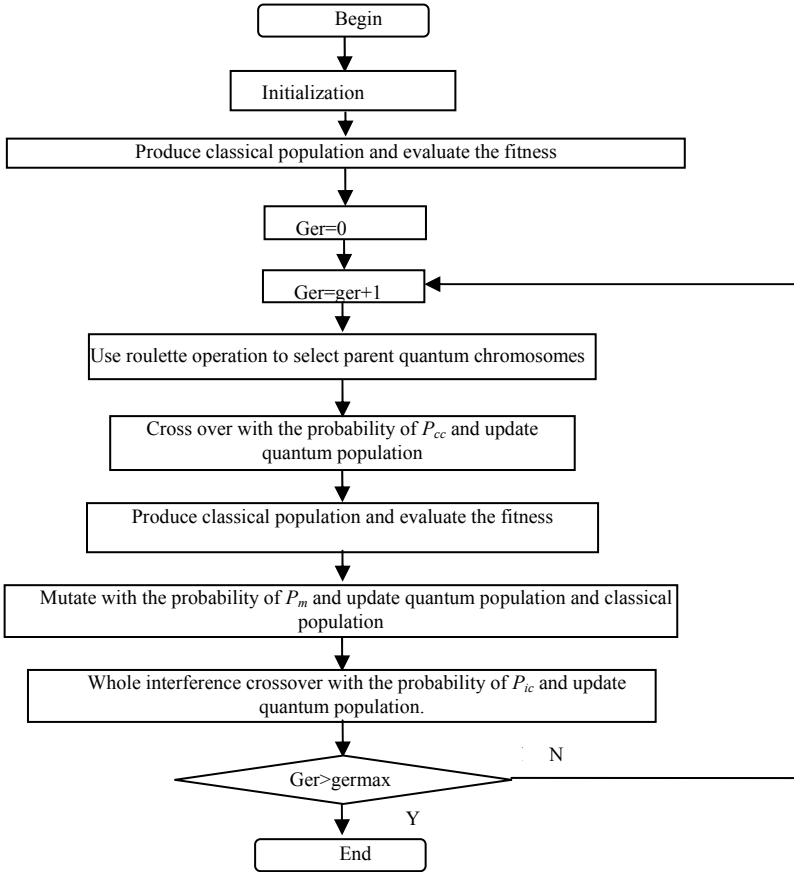 Begin
Initialization
Produce classical population and evaluate the fitness
Ger=0
Ger=ger+1
Use roulette operation to select parent quantum chromosomes
Cross over with the probability of Pcc and update
quantum population
Produce classical population and evaluate the fitness
Mutate with the probability of Pm and update quantum population and classical
population
Whole interference crossover with the probability of Pic and update
quantum population.
N
Ger>germax
Y
End